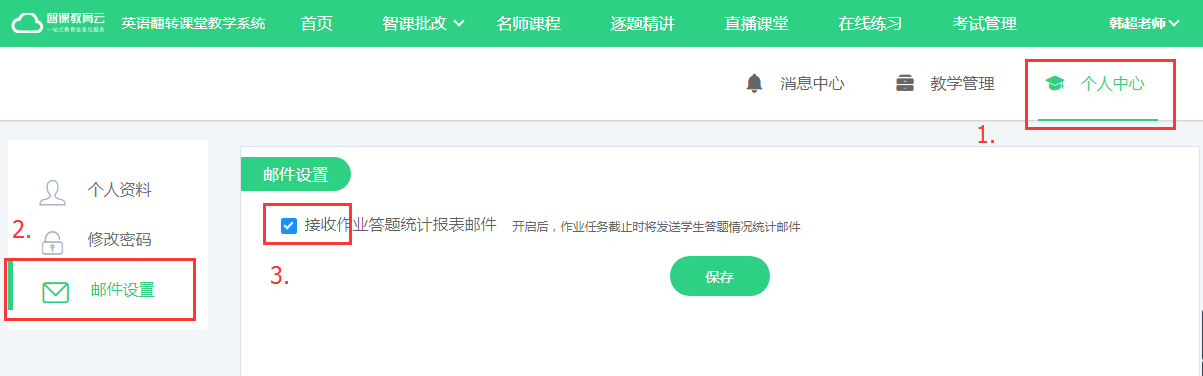 智课教育云
一站式教育信息化服务
英语翻转课堂教学系统 首页 智课批改 名师课程 逐题精讲 直播课堂 在线练习 考试管理 韩超老师
消息中心 教学管理 个人中心
1.
邮件设置
个人资料
接收作业答题统计报表邮件 开启后，作业任务截止时将发送学生答题情况统计邮件
2.
修改密码
3.
保存
邮件设置